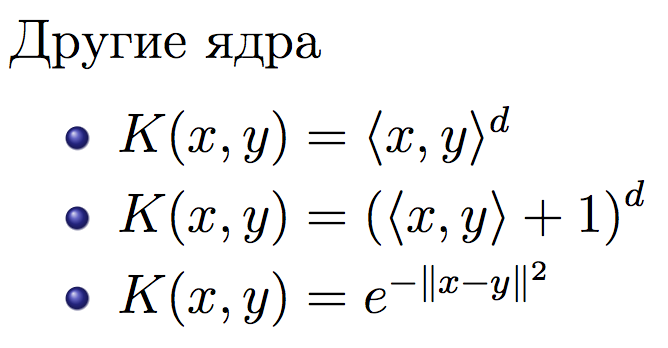 Другие ядра
• K(x, y) = ⟨x, y⟩^d
• K(x, y) = (⟨x, y⟩ + 1)^d
• K(x, y) = e^{−‖x−y‖^2}